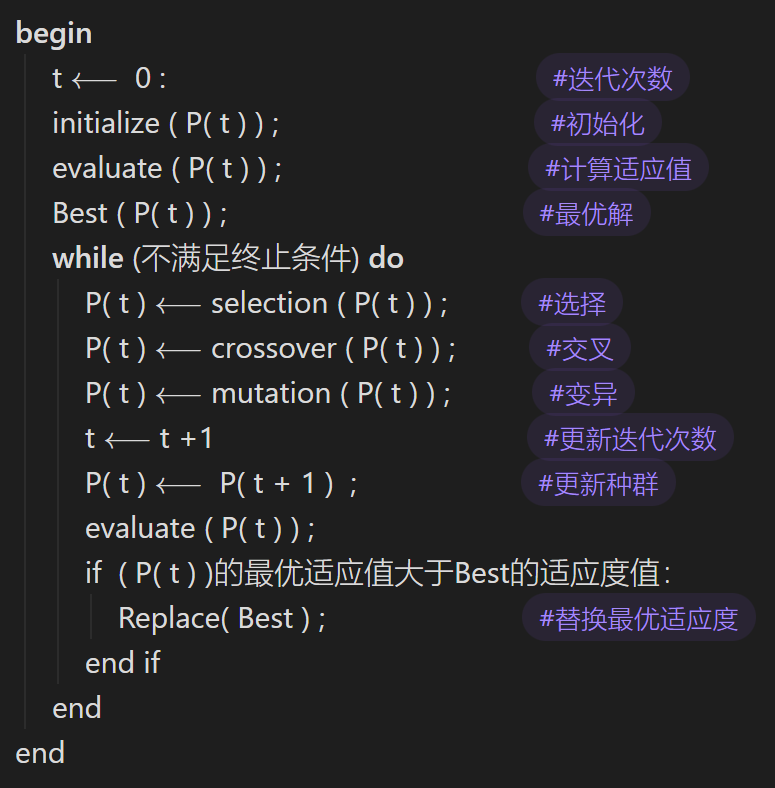 begin
t ⟵ 0 : #迭代次数
initialize ( P( t ) ) ; #初始化
evaluate ( P( t ) ) ; #计算适应值
Best ( P( t ) ) ; #最优解
while (不满足终止条件) do
P( t ) ⟵ selection ( P( t ) ) ; #选择
P( t ) ⟵ crossover ( P( t ) ) ; #交叉
P( t ) ⟵ mutation ( P( t ) ) ; #变异
t ⟵ t +1 #更新迭代次数
P( t ) ⟵ P( t + 1 ) ; #更新种群
evaluate ( P( t ) ) ;
if ( P( t ) )的最优适应值大于Best的适应度值：
Replace( Best ) ; #替换最优适应度
end if
end
end